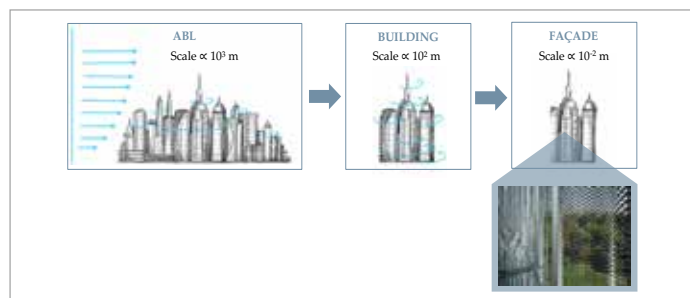 ABL
Scale ∝ 10³ m
BUILDING
Scale ∝ 10² m
FAÇADE
Scale ∝ 10⁻² m